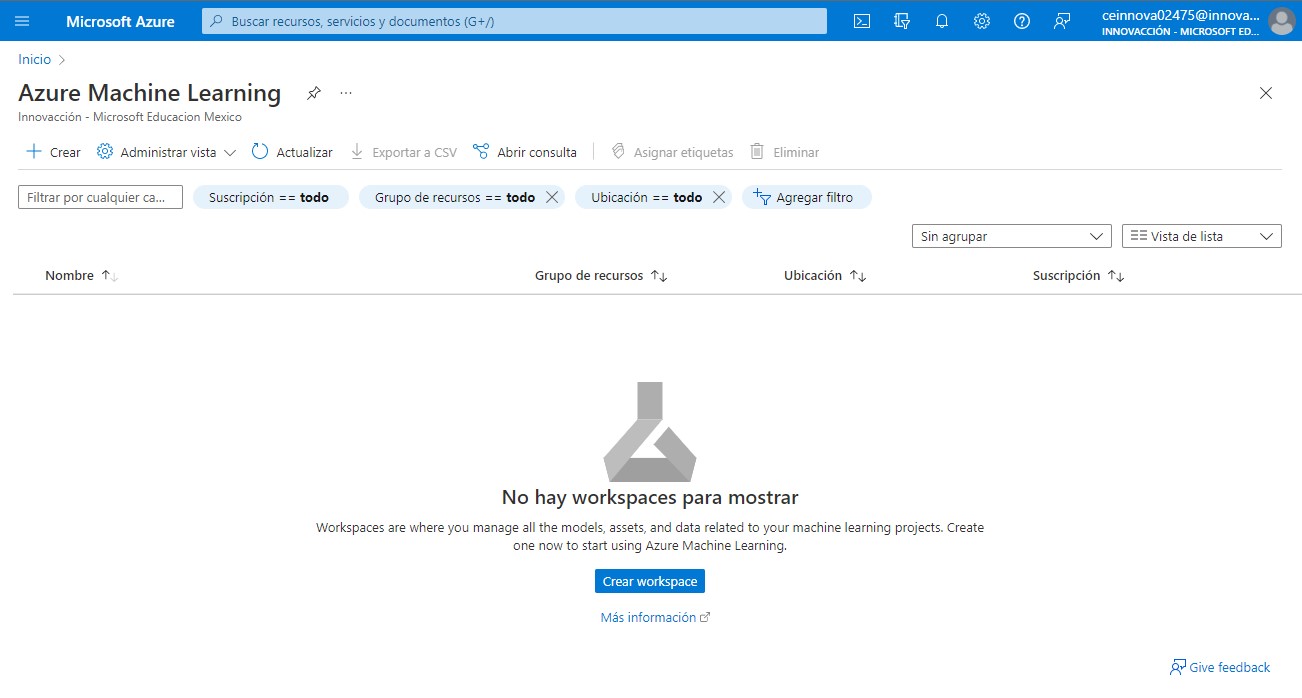 Microsoft Azure
Buscar recursos, servicios y documentos (G+/)
ceinnova02475@innova...
INNOVACCIÓN - MICROSOFT ED...
Inicio
Azure Machine Learning
...
Innovacción - Microsoft Educacion Mexico
Crear Administrar vista Actualizar Exportar a CSV Abrir consulta Asignar etiquetas Eliminar
Filtrar por cualquier ca... Suscripción == todo Grupo de recursos == todo Ubicación == todo Agregar filtro
Sin agrupar Vista de lista
Nombre Grupo de recursos Ubicación Suscripción
No hay workspaces para mostrar
Workspaces are where you manage all the models, assets, and data related to your machine learning projects. Create
one now to start using Azure Machine Learning.
Crear workspace
Más información
Give feedback